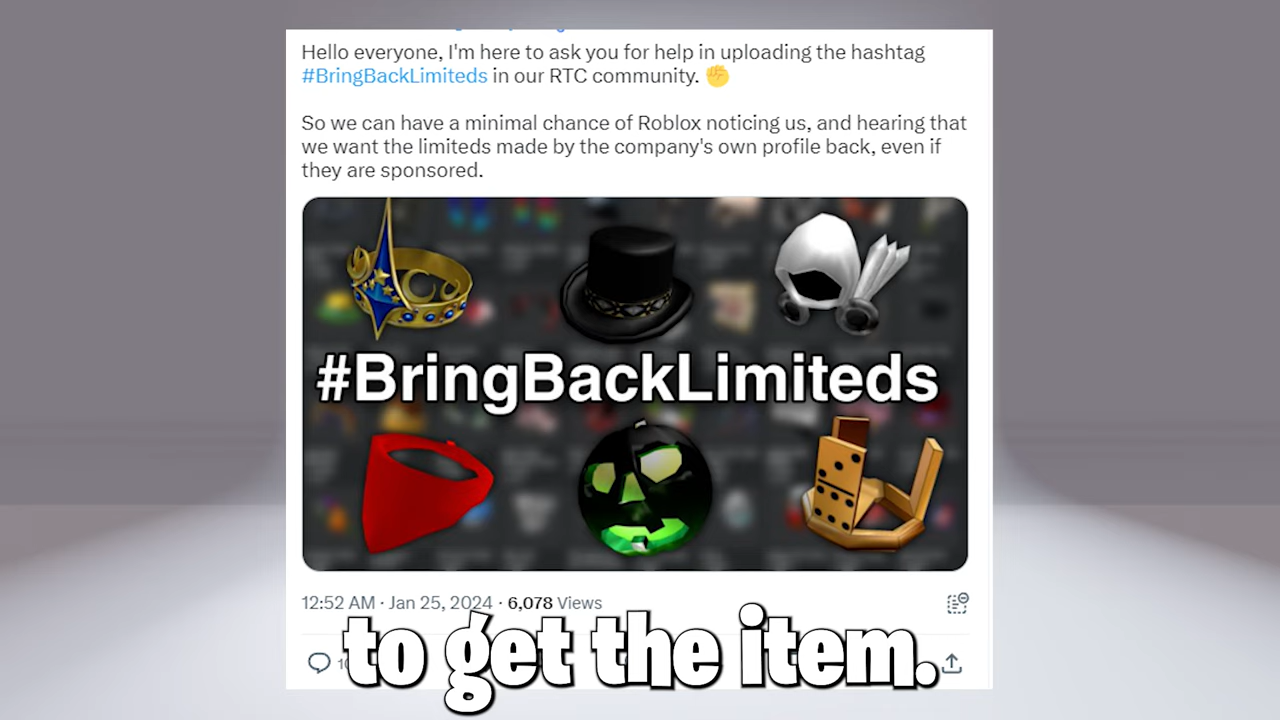 Hello everyone, I'm here to ask you for help in uploading the hashtag
#BringBackLimiteds in our RTC community. ✊
So we can have a minimal chance of Roblox noticing us, and hearing that
we want the limiteds made by the company's own profile back, even if
they are sponsored.
#BringBackLimiteds
12:52 AM · Jan 25, 2024 · 6,078 Views
to get the item.